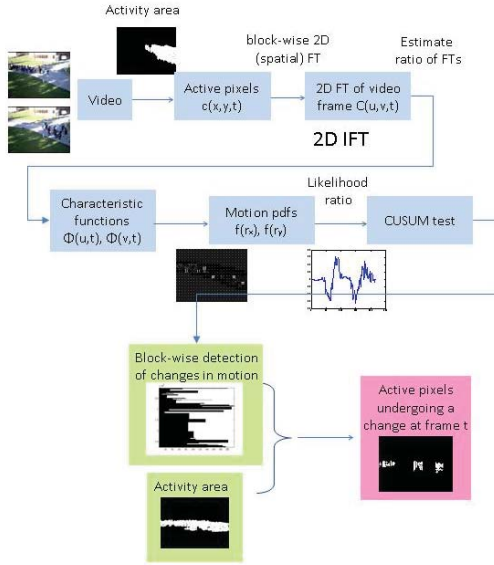 Activity area
block-wise 2D
(spatial) FT
Estimate
ratio of FTs
Video
Active pixels
c(x,y,t)
2D FT of video
frame C(u,v,t)
2D IFT
Characteristic
functions
Φ(u,t), Φ(v,t)
Motion pdfs
f(rₓ), f(rᵧ)
Likelihood
ratio
CUSUM test
Block-wise detection
of changes in motion
Activity area
Active pixels
undergoing a
change at frame t